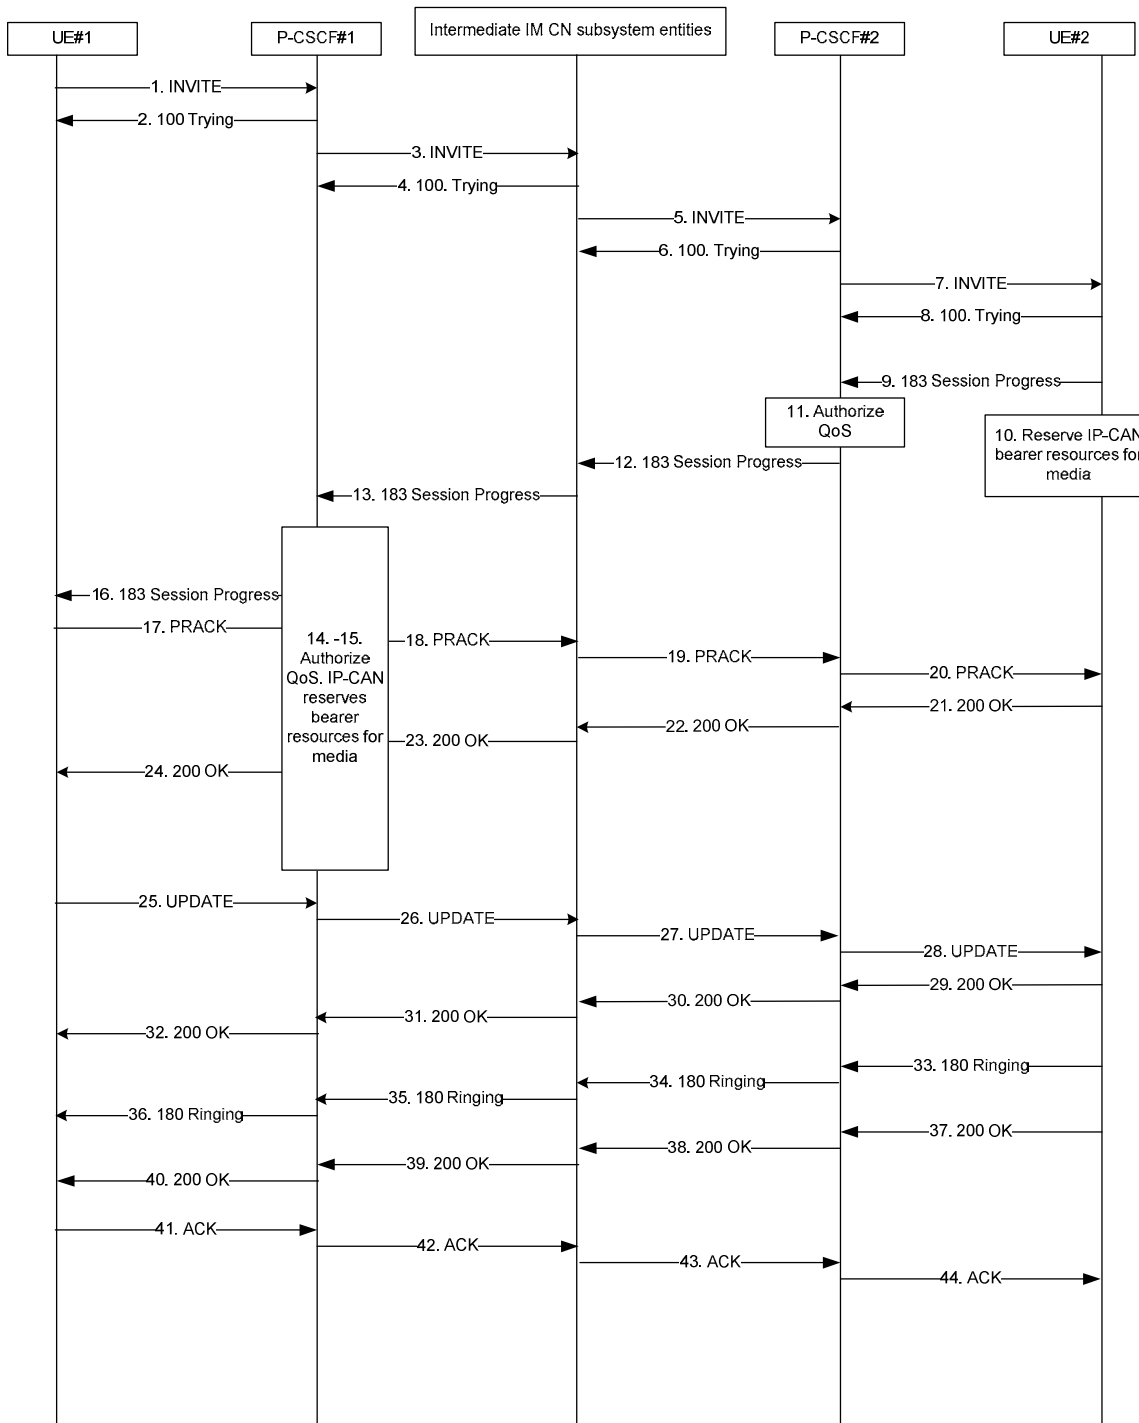 UE#1
P-CSCF#1
Intermediate IM CN subsystem entities
P-CSCF#2
UE#2
1. INVITE
2. 100 Trying
3. INVITE
4. 100. Trying
5. INVITE
6. 100. Trying
7. INVITE
8. 100. Trying
9. 183 Session Progress
11. Authorize
QoS
10. Reserve IP-CAN
bearer resources for
media
12. 183 Session Progress
13. 183 Session Progress
14. -15.
Authorize
QoS. IP-CAN
reserves
bearer
resources for
media
16. 183 Session Progress
17. PRACK
18. PRACK
19. PRACK
20. PRACK
21. 200 OK
22. 200 OK
23. 200 OK
24. 200 OK
25. UPDATE
26. UPDATE
27. UPDATE
28. UPDATE
29. 200 OK
30. 200 OK
31. 200 OK
32. 200 OK
33. 180 Ringing
34. 180 Ringing
35. 180 Ringing
36. 180 Ringing
37. 200 OK
38. 200 OK
39. 200 OK
40. 200 OK
41. ACK
42. ACK
43. ACK
44. ACK